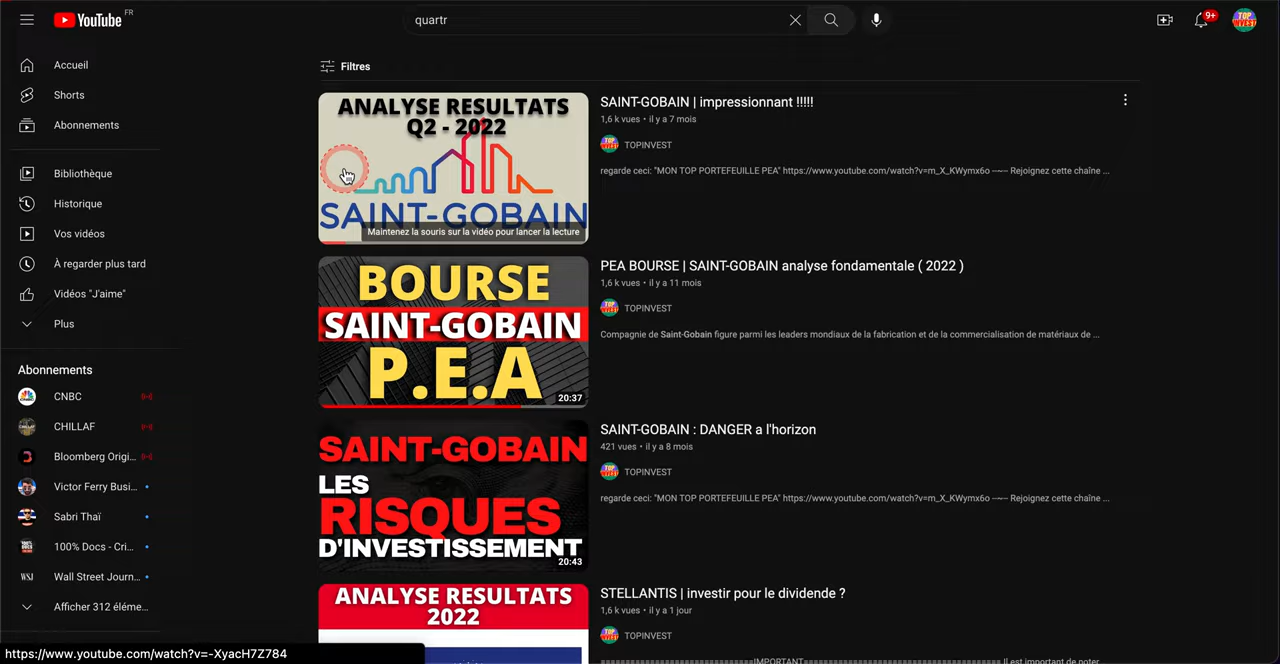 YouTube FR
quartr
9+
TOP INVEST
Accueil
Shorts
Abonnements
Bibliothèque
Historique
Vos vidéos
À regarder plus tard
Vidéos "J'aime"
Plus
Abonnements
CNBC
CHILLAF
Bloomberg Origi...
Victor Ferry Busi...
Sabri Thaï
100% Docs - Cri...
WSJ Wall Street Journ...
Afficher 312 éléme...
https://www.youtube.com/watch?v=-XyacH7Z784
Filtres
ANALYSE RESULTATS
Q2 - 2022
SAINT-GOBAIN
Maintenez la souris sur la vidéo pour lancer la lecture
SAINT-GOBAIN | impressionnant !!!!!
1,6 k vues • il y a 7 mois
TOPINVEST
regarde ceci: "MON TOP PORTEFEUILLE PEA" https://www.youtube.com/watch?v=m_X_KWymx6o --~-- Rejoignez cette chaîne ...
BOURSE
SAINT-GOBAIN
P.E.A
20:37
PEA BOURSE | SAINT-GOBAIN analyse fondamentale ( 2022 )
1,6 k vues • il y a 11 mois
TOPINVEST
Compagnie de Saint-Gobain figure parmi les leaders mondiaux de la fabrication et de la commercialisation de matériaux de ...
SAINT-GOBAIN
LES
RISQUES
D'INVESTISSEMENT
20:43
SAINT-GOBAIN : DANGER a l'horizon
421 vues • il y a 8 mois
TOPINVEST
regarde ceci: "MON TOP PORTEFEUILLE PEA" https://www.youtube.com/watch?v=m_X_KWymx6o --~-- Rejoignez cette chaîne ...
ANALYSE RESULTATS
2022
STELLANTIS | investir pour le dividende ?
1,6 k vues • il y a 1 jour
TOPINVEST